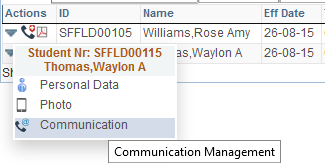 Actions ID Name Eff Date
SFFLD00105 Williams,Rose Amy 26-08-15
Thomas,Waylon A 26-08-15
Student Nr: SFFLD00115
Thomas,Waylon A
Personal Data
Photo
Communication
Communication Management